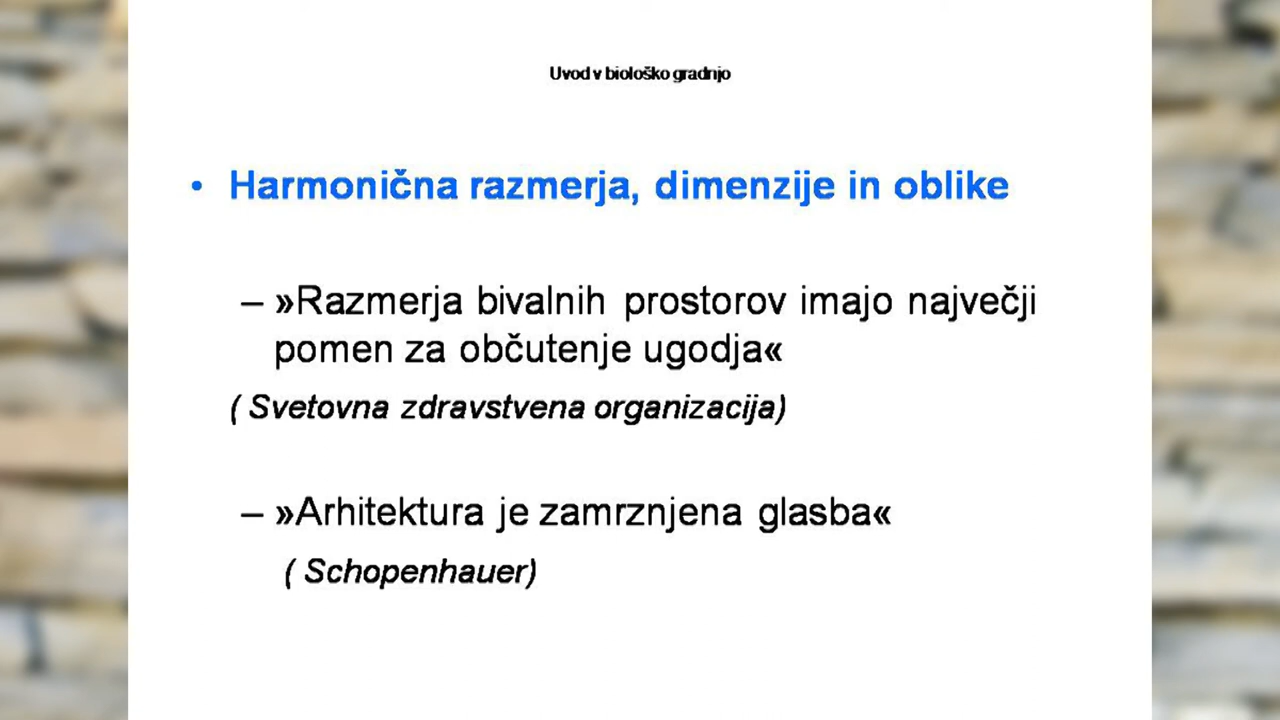 Uvod v biološko gradnjo
• Harmonična razmerja, dimenzije in oblike
– »Razmerja bivalnih prostorov imajo največji
pomen za občutenje ugodja«
( Svetovna zdravstvena organizacija)
– »Arhitektura je zamrznjena glasba«
( Schopenhauer)